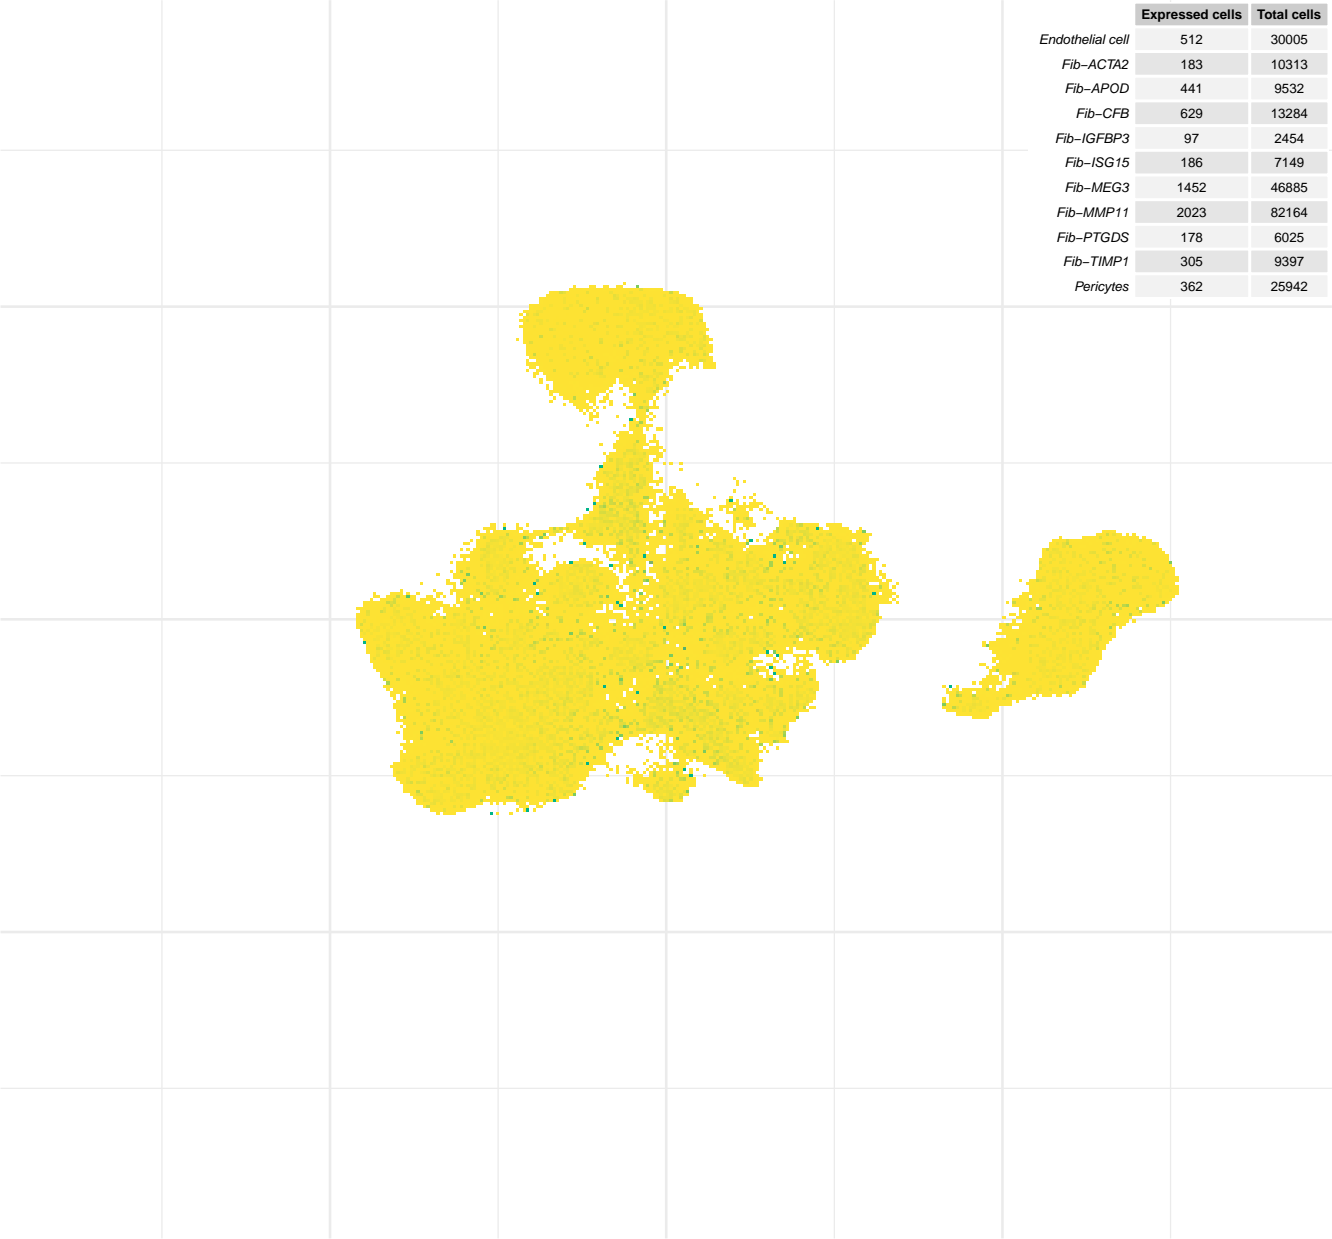 Expressed cells Total cells
Endothelial cell 512 30005
Fib−ACTA2 183 10313
Fib−APOD 441 9532
Fib−CFB 629 13284
Fib−IGFBP3 97 2454
Fib−ISG15 186 7149
Fib−MEG3 1452 46885
Fib−MMP11 2023 82164
Fib−PTGDS 178 6025
Fib−TIMP1 305 9397
Pericytes 362 25942